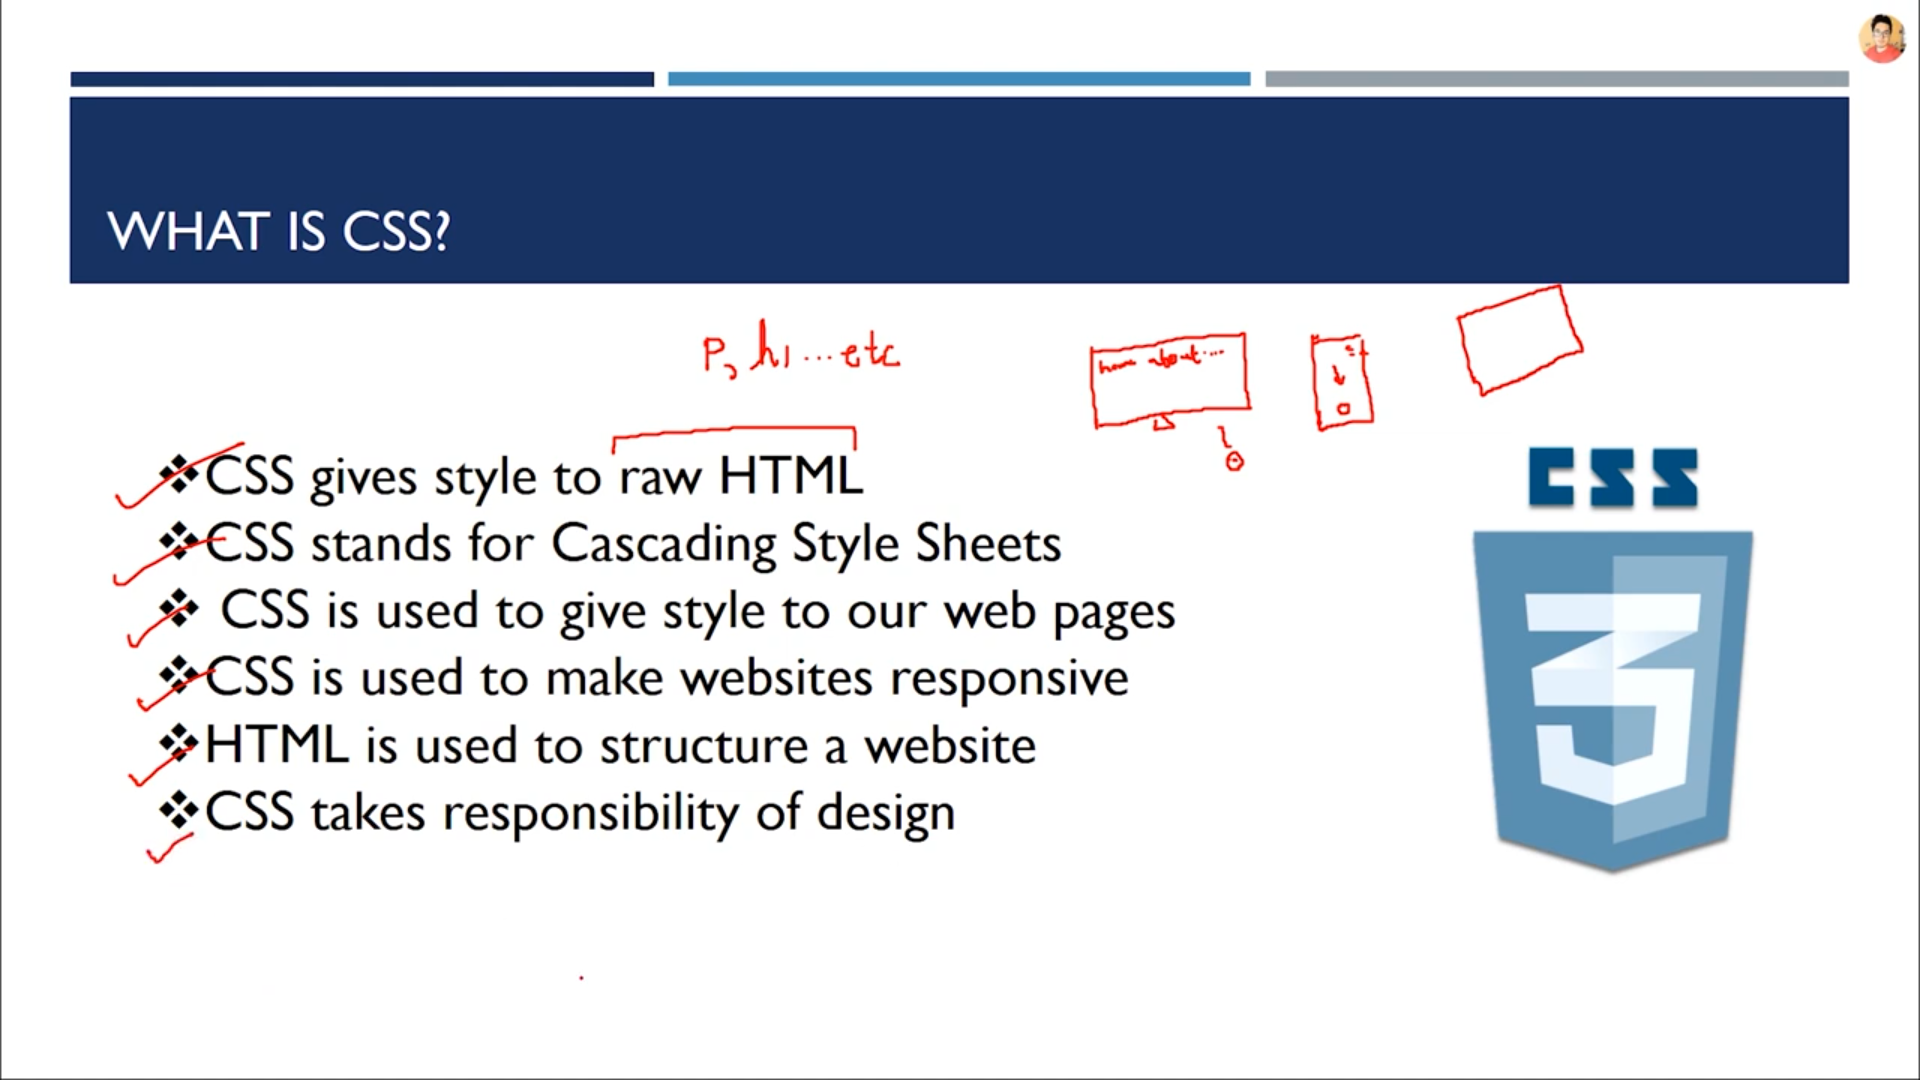 WHAT IS CSS?
P, h1 ... etc
home about ...
❖CSS gives style to raw HTML
❖CSS stands for Cascading Style Sheets
❖ CSS is used to give style to our web pages
❖CSS is used to make websites responsive
❖HTML is used to structure a website
❖CSS takes responsibility of design
CSS
3